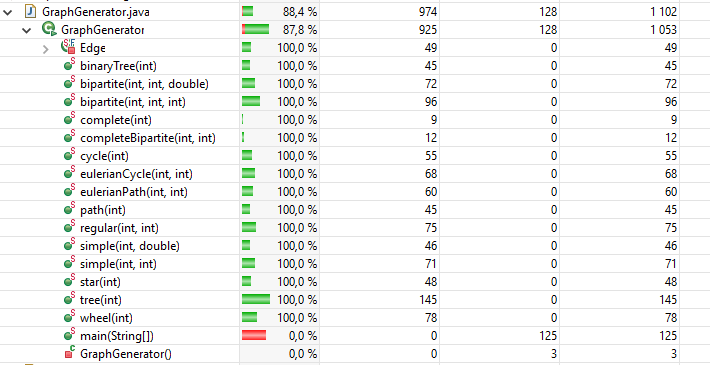 GraphGenerator.java 88,4 % 974 128 1 102
GraphGenerator 87,8 % 925 128 1 053
Edge 100,0 % 49 0 49
binaryTree(int) 100,0 % 45 0 45
bipartite(int, int, double) 100,0 % 72 0 72
bipartite(int, int, int) 100,0 % 96 0 96
complete(int) 100,0 % 9 0 9
completeBipartite(int, int) 100,0 % 12 0 12
cycle(int) 100,0 % 55 0 55
eulerianCycle(int, int) 100,0 % 68 0 68
eulerianPath(int, int) 100,0 % 60 0 60
path(int) 100,0 % 45 0 45
regular(int, int) 100,0 % 75 0 75
simple(int, double) 100,0 % 46 0 46
simple(int, int) 100,0 % 71 0 71
star(int) 100,0 % 48 0 48
tree(int) 100,0 % 145 0 145
wheel(int) 100,0 % 78 0 78
main(String[]) 0,0 % 0 125 125
GraphGenerator() 0,0 % 0 3 3